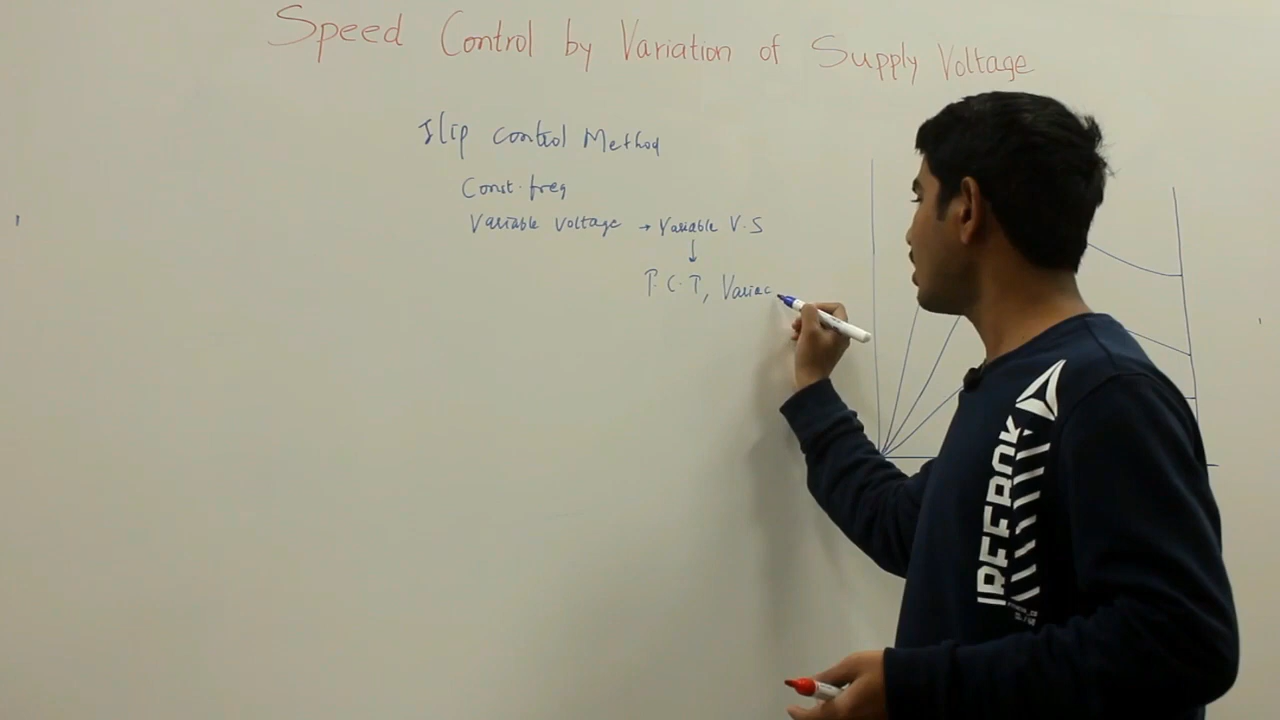 Speed Control by Variation of Supply Voltage
Slip control Method
Const. freq
Variable Voltage → Variable V.S
↓
T.C.T, Variac
REEBOK